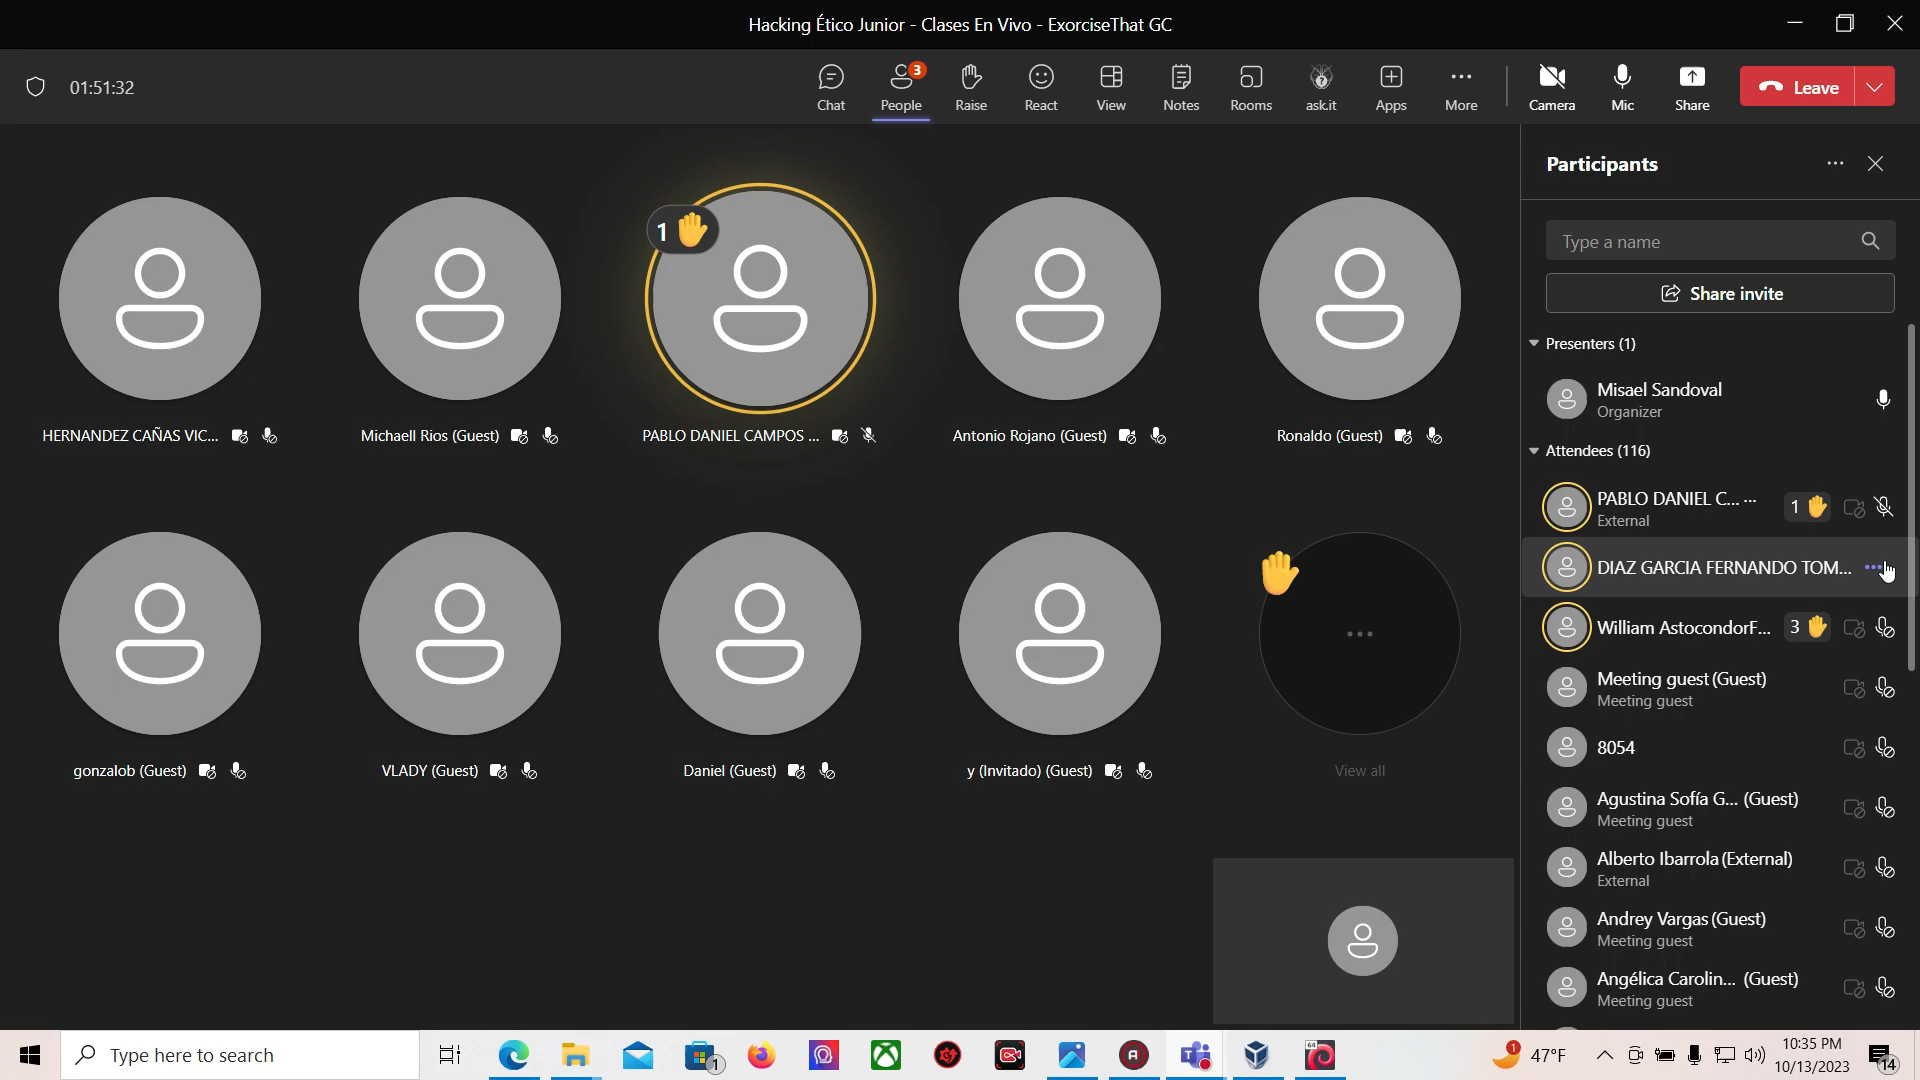 Hacking Ético Junior - Clases En Vivo - ExorciseThat GC
01:51:32
Chat
3
People
Raise
React
View
Notes
Rooms
ask.it
Apps
More
Camera
Mic
Share
Leave
1
HERNANDEZ CAÑAS VIC...
Michaell Rios (Guest)
PABLO DANIEL CAMPOS ...
Antonio Rojano (Guest)
Ronaldo (Guest)
gonzalob (Guest)
VLADY (Guest)
Daniel (Guest)
y (Invitado) (Guest)
View all
Participants
Type a name
Share invite
Presenters (1)
Misael Sandoval
Organizer
Attendees (116)
PABLO DANIEL C... 1
External
DIAZ GARCIA FERNANDO TOM...
William AstocondorF... 3
Meeting guest (Guest)
Meeting guest
8054
Agustina Sofía G... (Guest)
Meeting guest
Alberto Ibarrola (External)
External
Andrey Vargas (Guest)
Meeting guest
Angélica Carolin... (Guest)
Meeting guest
Type here to search
1
64
1
47°F
10:35 PM
10/13/2023
14